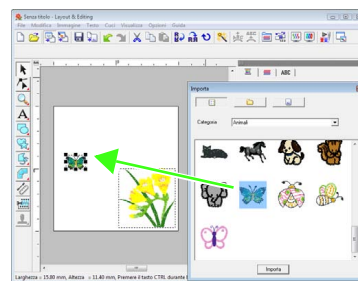 Senza titolo - Layout & Editing
File Modifica Immagine Testo Cuci Visualizza Opzioni Guida
ABC
Importa
Categoria Animali
A
Importa
Larghezza = 15.80 mm, Altezza = 11.40 mm, Premere il tasto CTRL durante